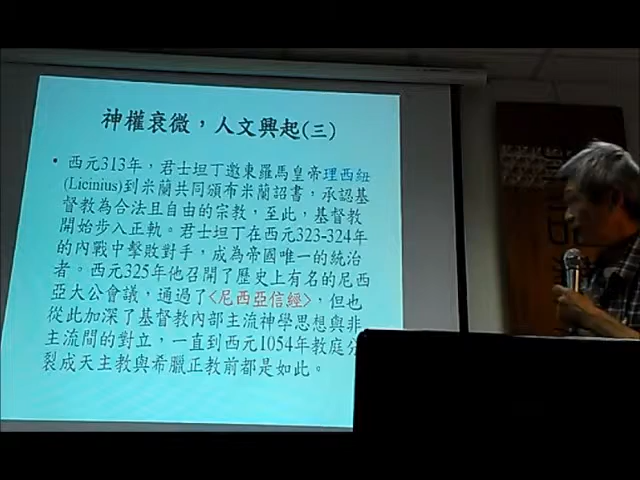 神權衰微，人文興起(三)
• 西元313年，君士坦丁邀東羅馬皇帝理西紐
(Licinius)到米蘭共同頒布米蘭詔書，承認基
督教為合法且自由的宗教，至此，基督教
開始步入正軌。君士坦丁在西元323-324年
的內戰中擊敗對手，成為帝國唯一的統治
者。西元325年他召開了歷史上有名的尼西
亞大公會議，通過了<尼西亞信經>，但也
從此加深了基督教內部主流神學思想與非
主流間的對立，一直到西元1054年教庭分
裂成天主教與希臘正教前都是如此。